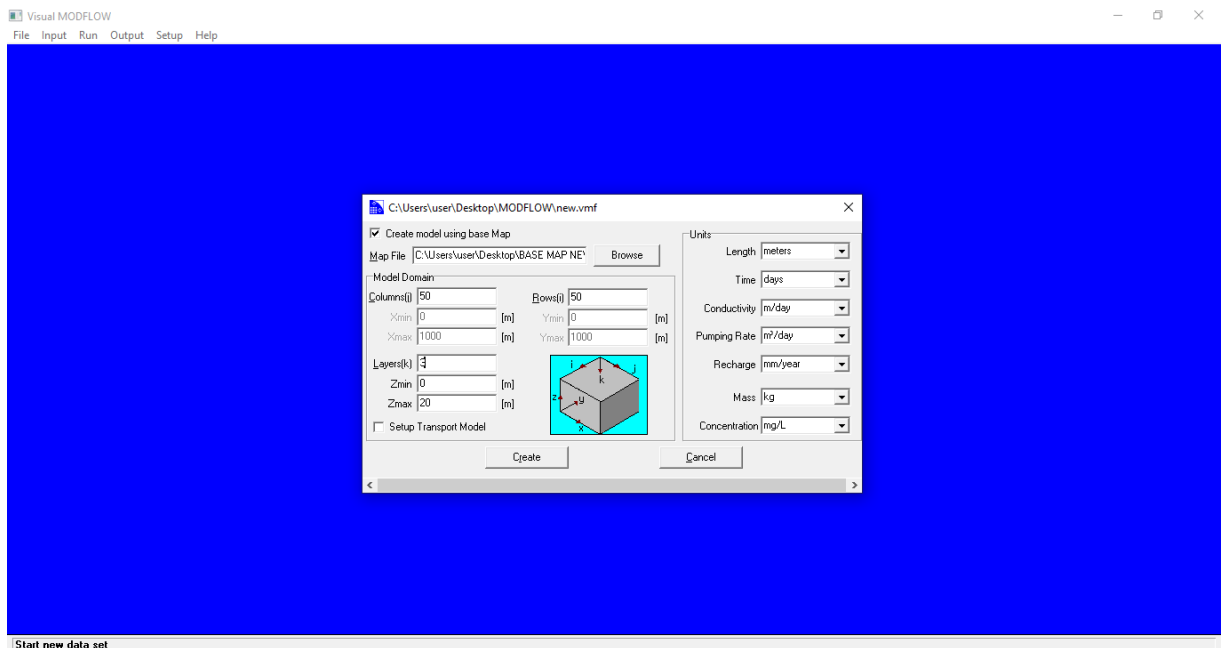 Visual MODFLOW
File Input Run Output Setup Help
C:\Users\user\Desktop\MODFLOW\new.vmf
Create model using base Map
Map File C:\Users\user\Desktop\BASE MAP NE Browse
Model Domain
Columns(j) 50 Rows(i) 50
Xmin 0 [m] Ymin 0 [m]
Xmax 1000 [m] Ymax 1000 [m]
Layers(k)
Zmin 0 [m]
Zmax 20 [m]
Setup Transport Model
i j
k
z y
x
Units
Length meters
Time days
Conductivity m/day
Pumping Rate m³/day
Recharge mm/year
Mass kg
Concentration mg/L
Create Cancel
Start new data set